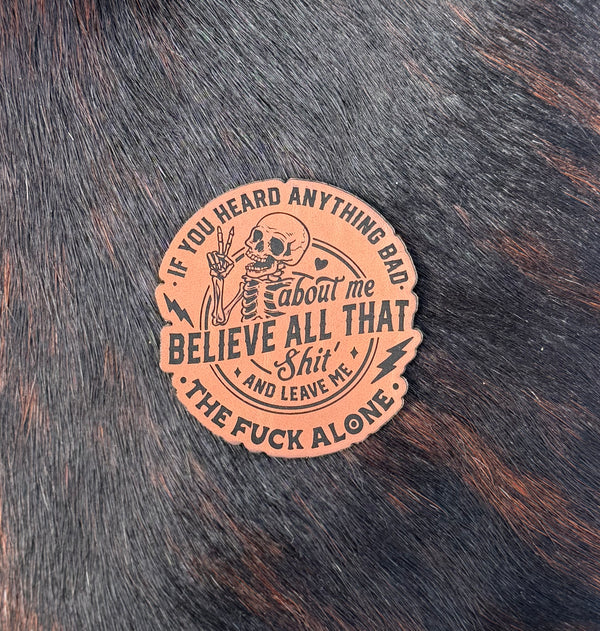 IF YOU HEARD ANYTHING BAD
about me
BELIEVE ALL THAT
Shit'
AND LEAVE ME
THE FUCK ALONE